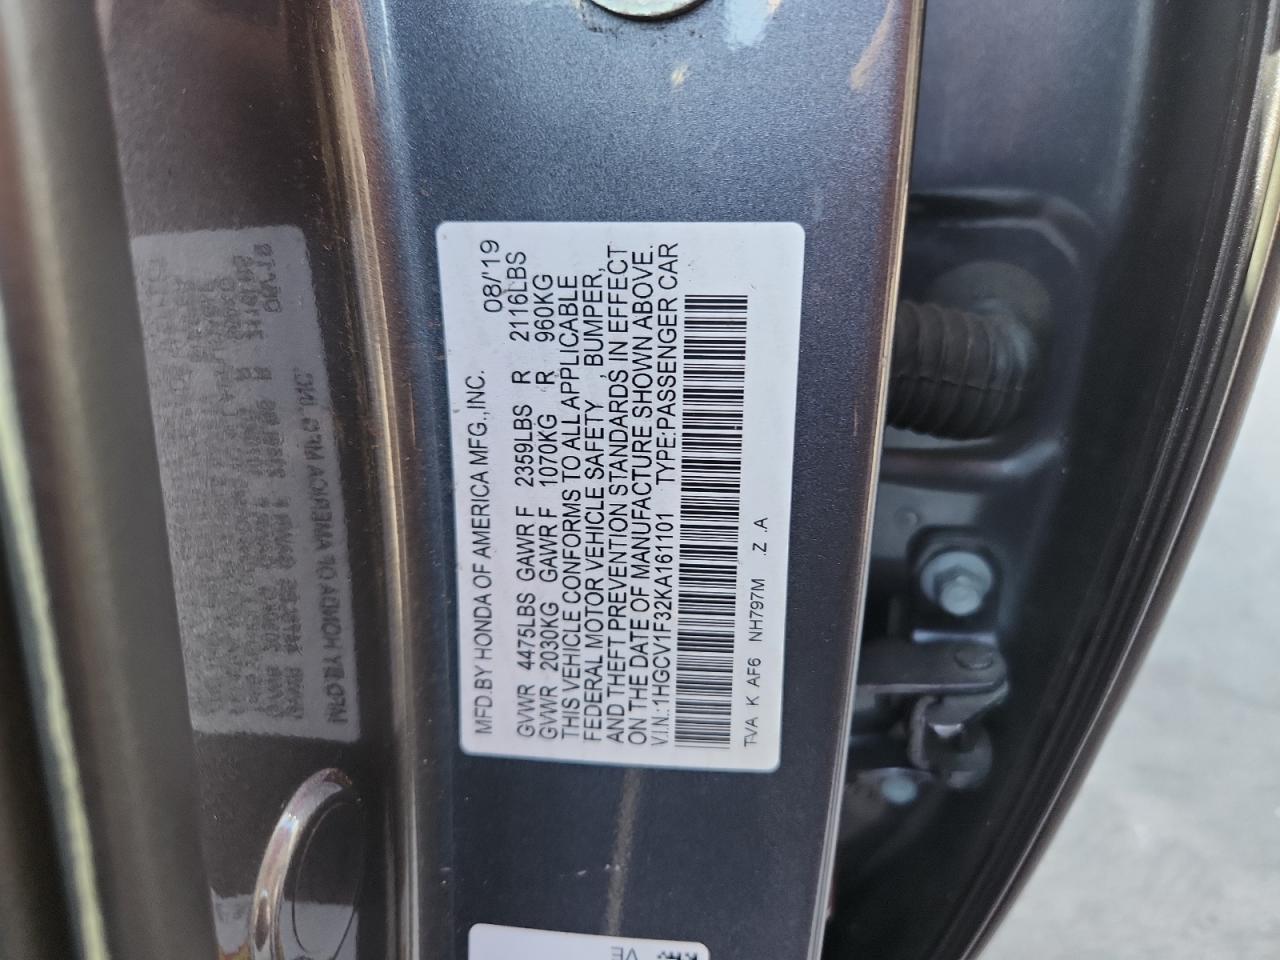 MFD.BY HONDA OF AMERICA MFG.,INC. 08/'19
GVWR 4475LBS GAWR F 2359LBS R 2116LBS
GVWR 2030KG GAWR F 1070KG R 960KG
THIS VEHICLE CONFORMS TO ALL APPLICABLE
FEDERAL MOTOR VEHICLE SAFETY , BUMPER,
AND THEFT PREVENTION STANDARDS IN EFFECT
ON THE DATE OF MANUFACTURE SHOWN ABOVE.
V.I.N.:1HGCV1F32KA161101 TYPE:PASSENGER CAR
TVA K AF6 NH797M .Z .A
VE